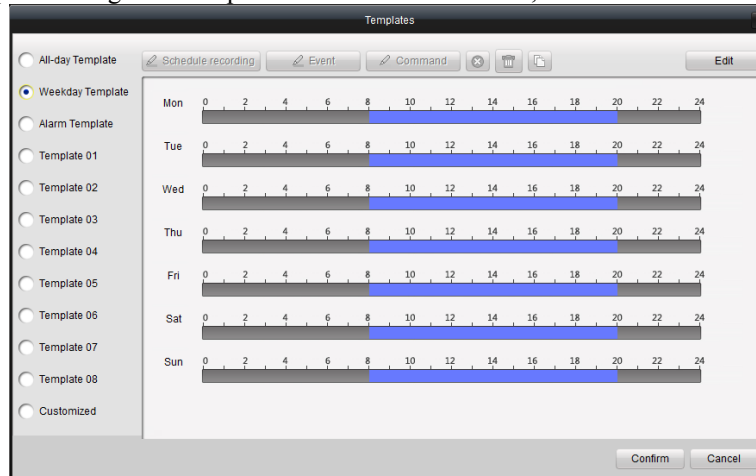 Templates
All-day Template
Schedule recording Event Command Edit
Weekday Template
Alarm Template
Template 01
Template 02
Template 03
Template 04
Template 05
Template 06
Template 07
Template 08
Customized
Mon 0 2 4 6 8 10 12 14 16 18 20 22 24
Tue 0 2 4 6 8 10 12 14 16 18 20 22 24
Wed 0 2 4 6 8 10 12 14 16 18 20 22 24
Thu 0 2 4 6 8 10 12 14 16 18 20 22 24
Fri 0 2 4 6 8 10 12 14 16 18 20 22 24
Sat 0 2 4 6 8 10 12 14 16 18 20 22 24
Sun 0 2 4 6 8 10 12 14 16 18 20 22 24
Confirm Cancel